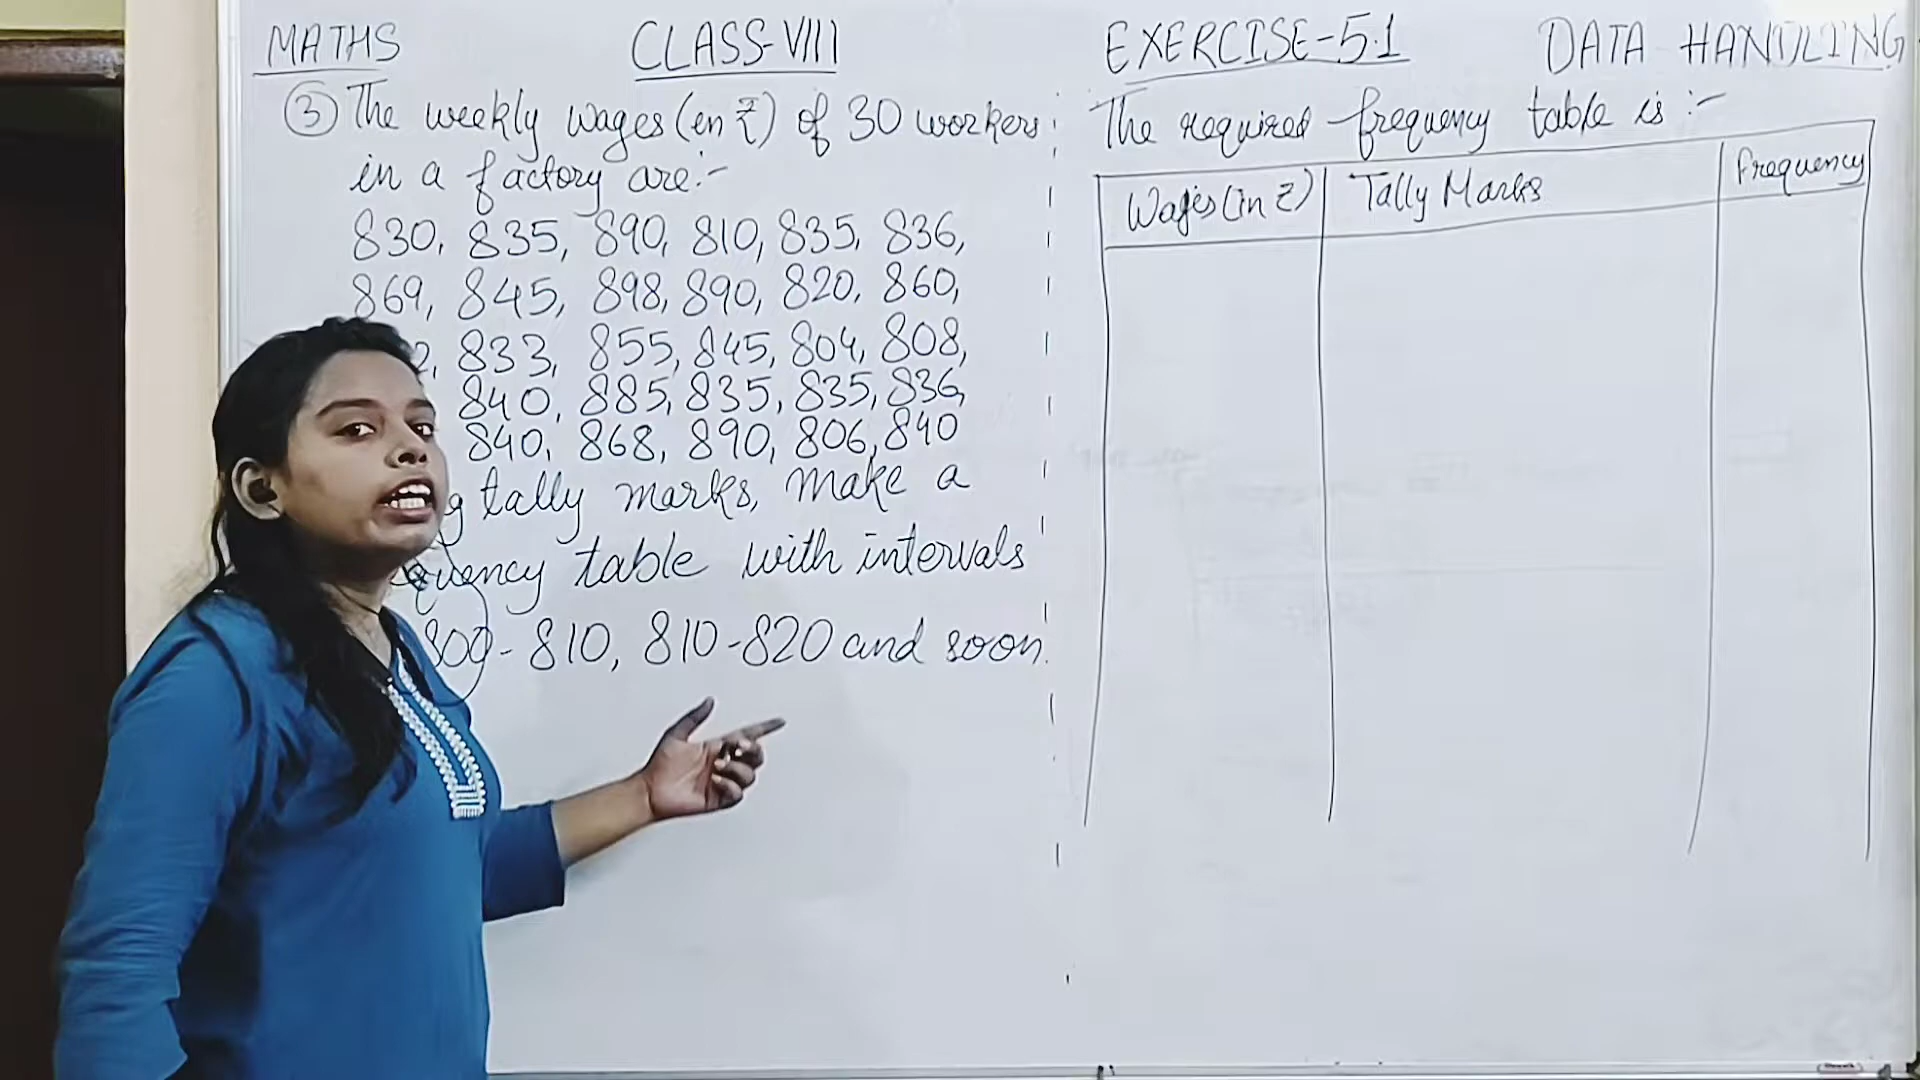 MATHS CLASS-VIII EXERCISE-5.1 DATA HANDLING
③ The weekly wages (in ₹) of 30 workers
in a factory are:-
830, 835, 890, 810, 835, 836,
869, 845, 898, 890, 820, 860,
833, 855, 845, 804, 808,
840, 885, 835, 835, 836,
840, 868, 890, 806, 840
tally marks, make a
table with intervals
800-810, 810-820 and soon.
The required frequency table is :-
Wages (in ₹) Tally Marks Frequency